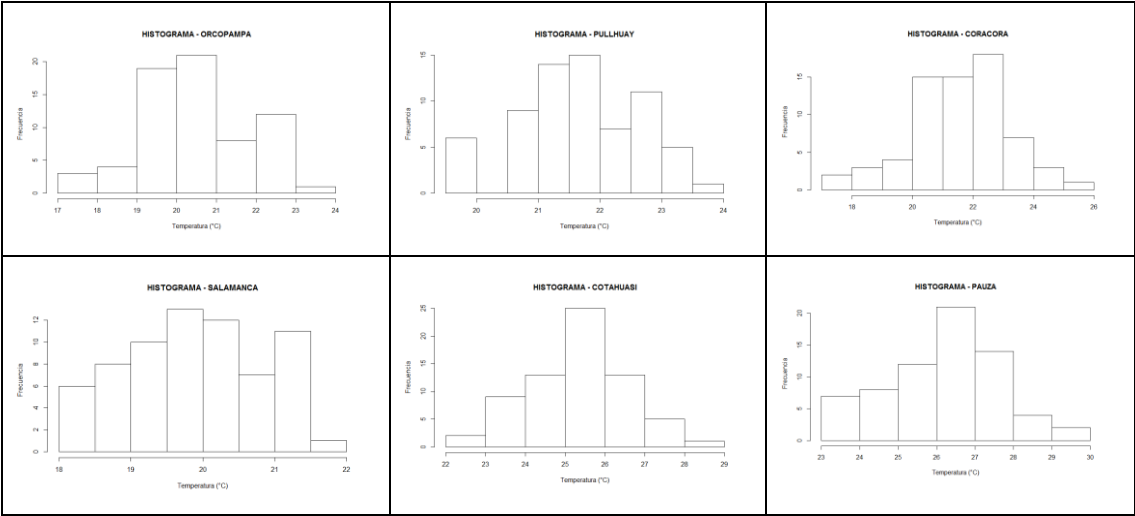 HISTOGRAMA - ORCOPAMPA
Frecuencia
20
15
10
5
0
17 18 19 20 21 22 23 24
Temperatura (°C)
HISTOGRAMA - PULLHUAY
Frecuencia
15
10
5
0
20 21 22 23 24
Temperatura (°C)
HISTOGRAMA - CORACORA
Frecuencia
15
10
5
0
18 20 22 24 26
Temperatura (°C)
HISTOGRAMA - SALAMANCA
Frecuencia
12
10
8
6
4
2
0
18 19 20 21 22
Temperatura (°C)
HISTOGRAMA - COTAHUASI
Frecuencia
25
20
15
10
5
0
22 23 24 25 26 27 28 29
Temperatura (°C)
HISTOGRAMA - PAUZA
Frecuencia
20
15
10
5
0
23 24 25 26 27 28 29 30
Temperatura (°C)